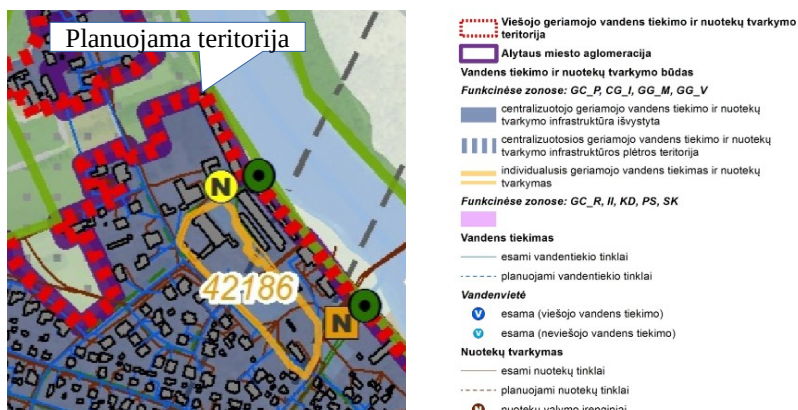 Planuojama teritorija
N
42186
N
Viešojo geriamojo vandens tiekimo ir nuotekų tvarkymo
teritorija
Alytaus miesto aglomeracija
Vandens tiekimo ir nuotekų tvarkymo būdas
Funkcinėse zonose: GC_P, CG_I, GG_M, GG_V
centralizuotojo geriamojo vandens tiekimo ir nuotekų
tvarkymo infrastruktūra išvystyta
centralizuotosios geriamojo vandens tiekimo ir nuotekų
tvarkymo infrastruktūros plėtros teritorija
individualusis geriamojo vandens tiekimas ir nuotekų
tvarkymas
Funkcinėse zonose: GC_R, II, KD, PS, SK
Vandens tiekimas
esami vandentiekio tinklai
planuojami vandentiekio tinklai
Vandenvietė
V esama (viešojo vandens tiekimo)
V esama (neviešojo vandens tiekimo)
Nuotekų tvarkymas
esami nuotekų tinklai
planuojami nuotekų tinklai
N nuotekų valymo įrenginiai